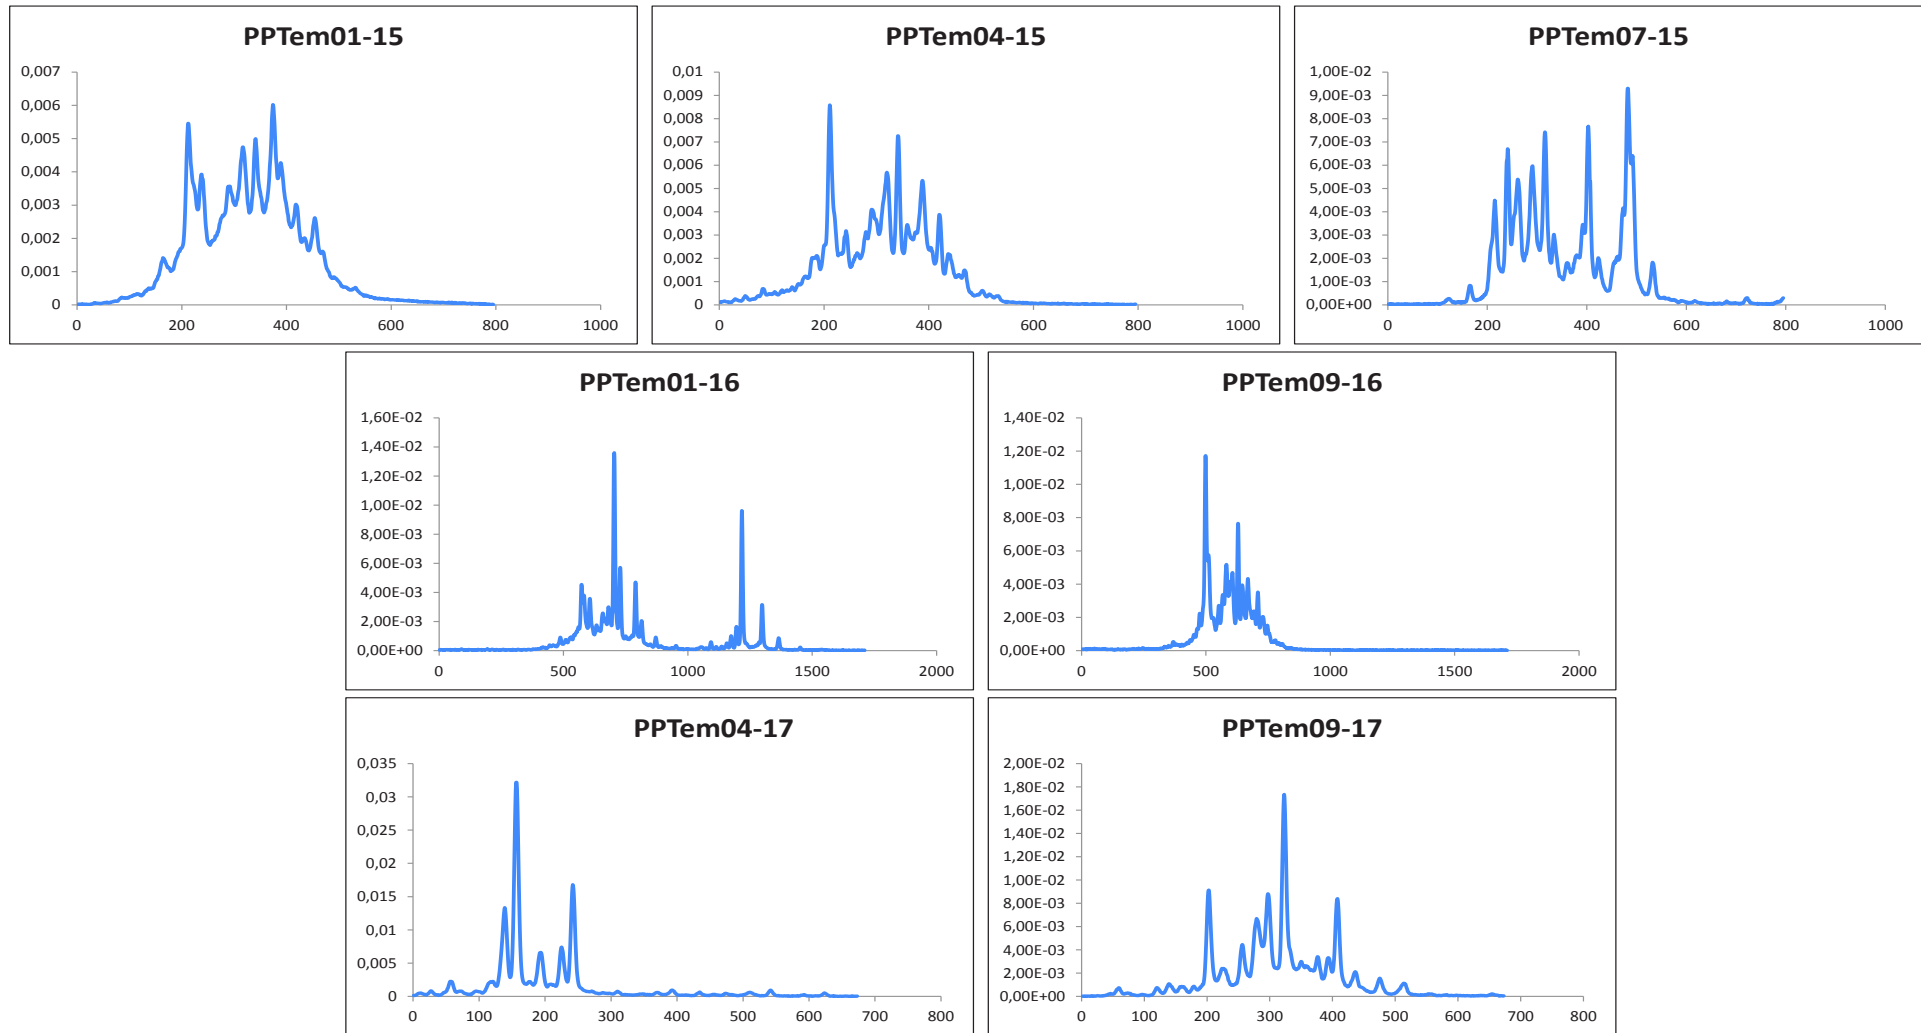 PPTem01-15
0,007
0,006
0,005
0,004
0,003
0,002
0,001
0
0 200 400 600 800 1000
PPTem04-15
0,01
0,009
0,008
0,007
0,006
0,005
0,004
0,003
0,002
0,001
0
0 200 400 600 800 1000
PPTem07-15
1,00E-02
9,00E-03
8,00E-03
7,00E-03
6,00E-03
5,00E-03
4,00E-03
3,00E-03
2,00E-03
1,00E-03
0,00E+00
0 200 400 600 800 1000
PPTem01-16
1,60E-02
1,40E-02
1,20E-02
1,00E-02
8,00E-03
6,00E-03
4,00E-03
2,00E-03
0,00E+00
0 500 1000 1500 2000
PPTem09-16
1,40E-02
1,20E-02
1,00E-02
8,00E-03
6,00E-03
4,00E-03
2,00E-03
0,00E+00
0 500 1000 1500 2000
PPTem04-17
0,035
0,03
0,025
0,02
0,015
0,01
0,005
0
0 100 200 300 400 500 600 700 800
PPTem09-17
2,00E-02
1,80E-02
1,60E-02
1,40E-02
1,20E-02
1,00E-02
8,00E-03
6,00E-03
4,00E-03
2,00E-03
0,00E+00
0 100 200 300 400 500 600 700 800